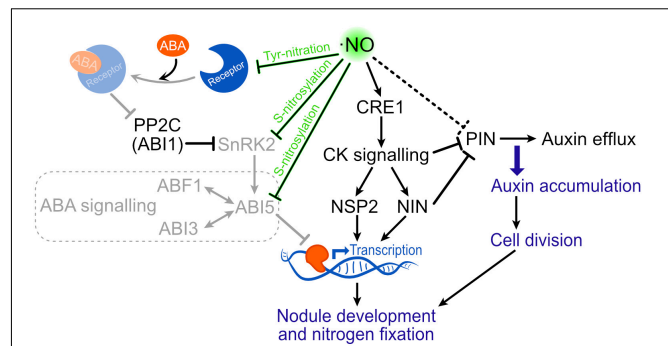 ·NO
Tyr-nitration
ABA
ABA
Receptor
Receptor
S-nitrosylation
S-nitrosylation
CRE1
PP2C
(ABI1)
SnRK2
CK signalling
PIN
Auxin efflux
Auxin accumulation
ABF1
ABA signalling
ABI5
ABI3
NSP2
NIN
Cell division
Transcription
Nodule development
and nitrogen fixation